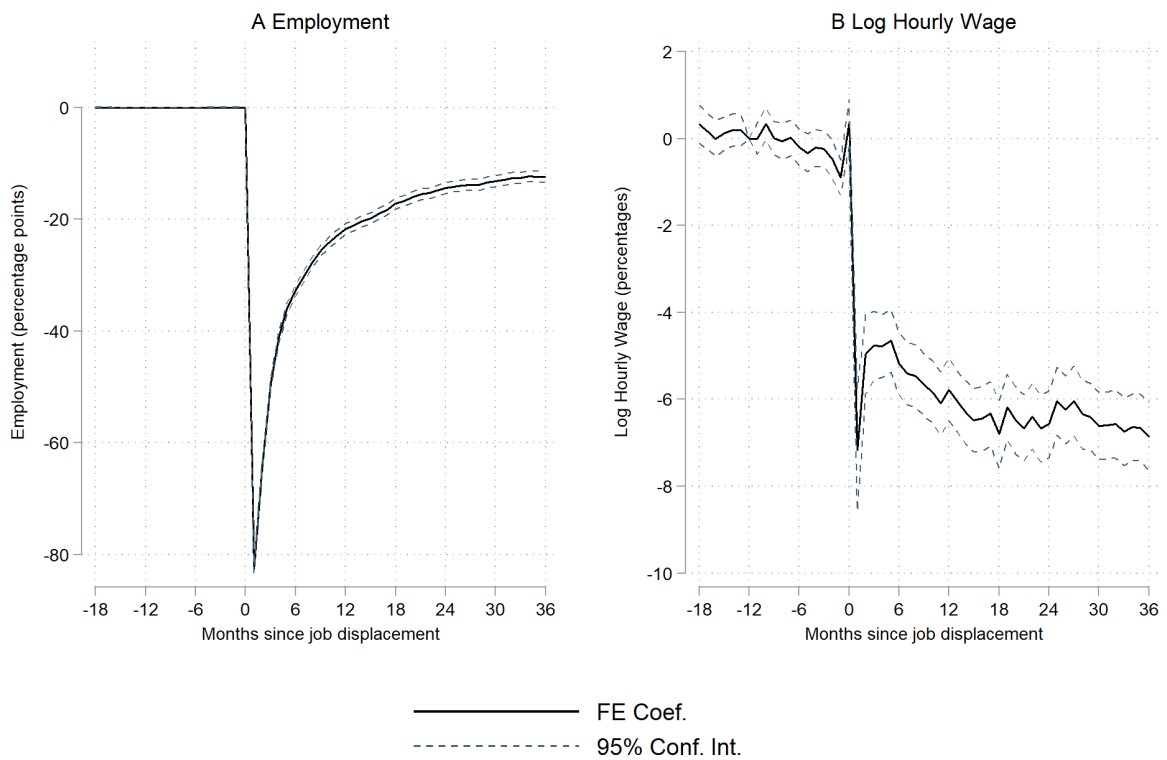 A Employment
Employment (percentage points)
0
-20
-40
-60
-80
-18 -12 -6 0 6 12 18 24 30 36
Months since job displacement
B Log Hourly Wage
Log Hourly Wage (percentages)
2
0
-2
-4
-6
-8
-10
-18 -12 -6 0 6 12 18 24 30 36
Months since job displacement
FE Coef.
95% Conf. Int.